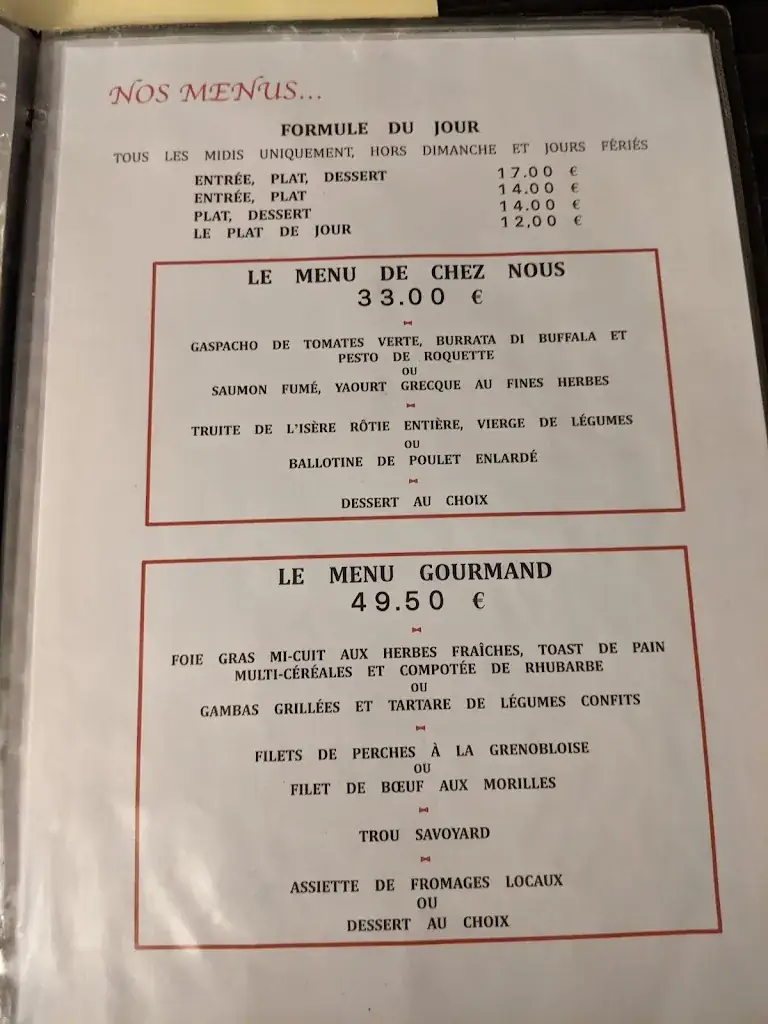 NOS MENUS...
FORMULE DU JOUR
TOUS LES MIDIS UNIQUEMENT, HORS DIMANCHE ET JOURS FÊRIÉS
ENTRÉE, PLAT, DESSERT 17.00 €
ENTRÉE, PLAT 14.00 €
PLAT, DESSERT 14.00 €
LE PLAT DE JOUR 12,00 €
LE MENU DE CHEZ NOUS
33.00 €
GASPACHO DE TOMATES VERTE, BURRATA DI BUFFALA ET
PESTO DE ROQUETTE
OU
SAUMON FUMÉ, YAOURT GRECQUE AU FINES HERBES
TRUITE DE L'ISÈRE RÔTIE ENTIÈRE, VIERGE DE LÉGUMES
OU
BALLOTINE DE POULET ENLARDÉ
DESSERT AU CHOIX
LE MENU GOURMAND
49.50 €
FOIE GRAS MI-CUIT AUX HERBES FRAÎCHES, TOAST DE PAIN
MULTI-CÉRÉALES ET COMPOTÉE DE RHUBARBE
OU
GAMBAS GRILLÉES ET TARTARE DE LÉGUMES CONFITS
FILETS DE PERCHES À LA GRENOBLOISE
OU
FILET DE BŒUF AUX MORILLES
TROU SAVOYARD
ASSIETTE DE FROMAGES LOCAUX
OU
DESSERT AU CHOIX